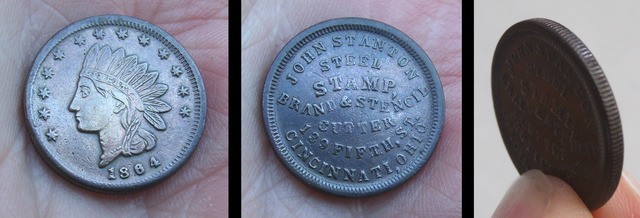 1864
JOHN STANTON
STEEL
STAMP,
BRAND & STENCIL
CUTTER
139 FIFTH, ST.
CINCINNATI, OHIO.